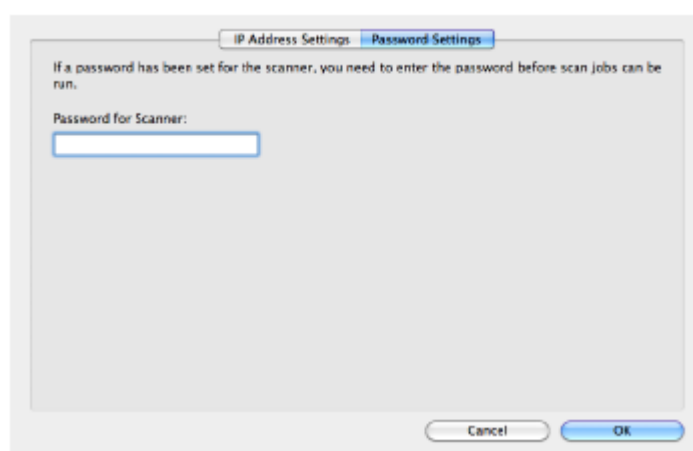 IP Address Settings Password Settings
If a password has been set foxr the scanner, you need to enter the password before scan jobs can be
run.
Password for Scanner:
Cancel OK